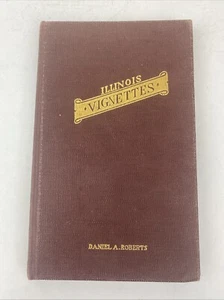 ILLINOIS
· VIGNETTES ·
DANIEL A. ROBERTS